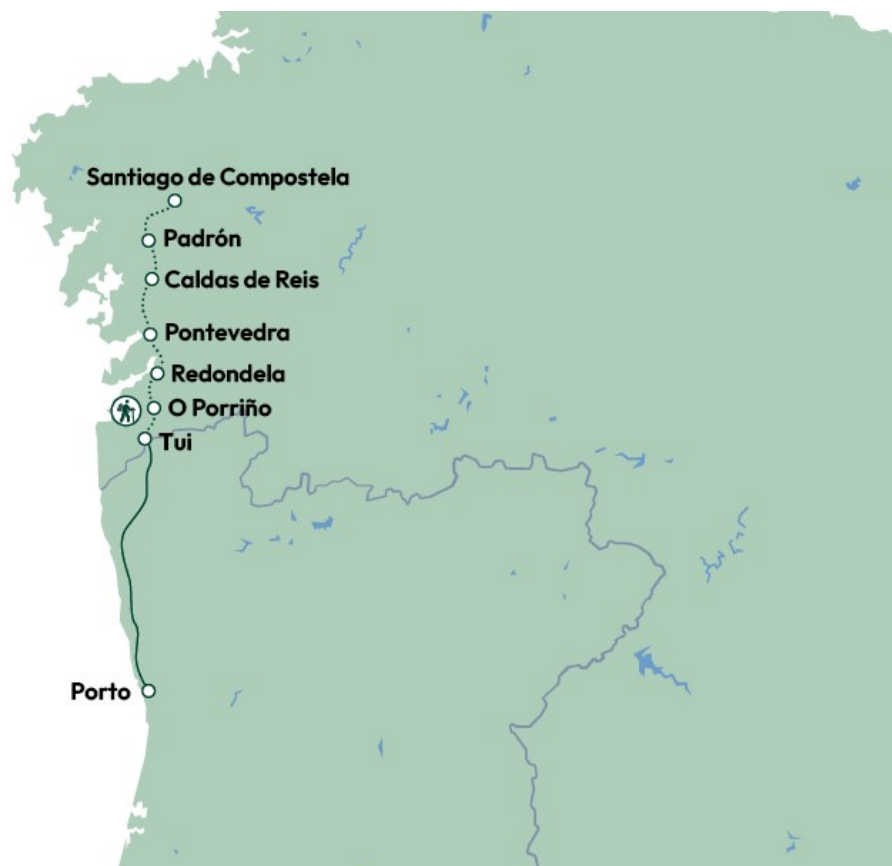 Santiago de Compostela
Padrón
Caldas de Reis
Pontevedra
Redondela
O Porriño
Tui
Porto